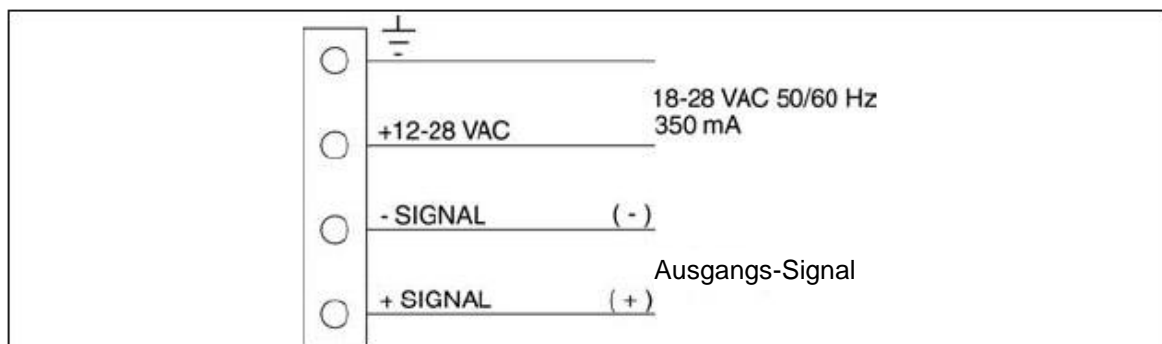 18-28 VAC 50/60 Hz
350 mA
+12-28 VAC
- SIGNAL (-)
Ausgangs-Signal
+ SIGNAL (+)